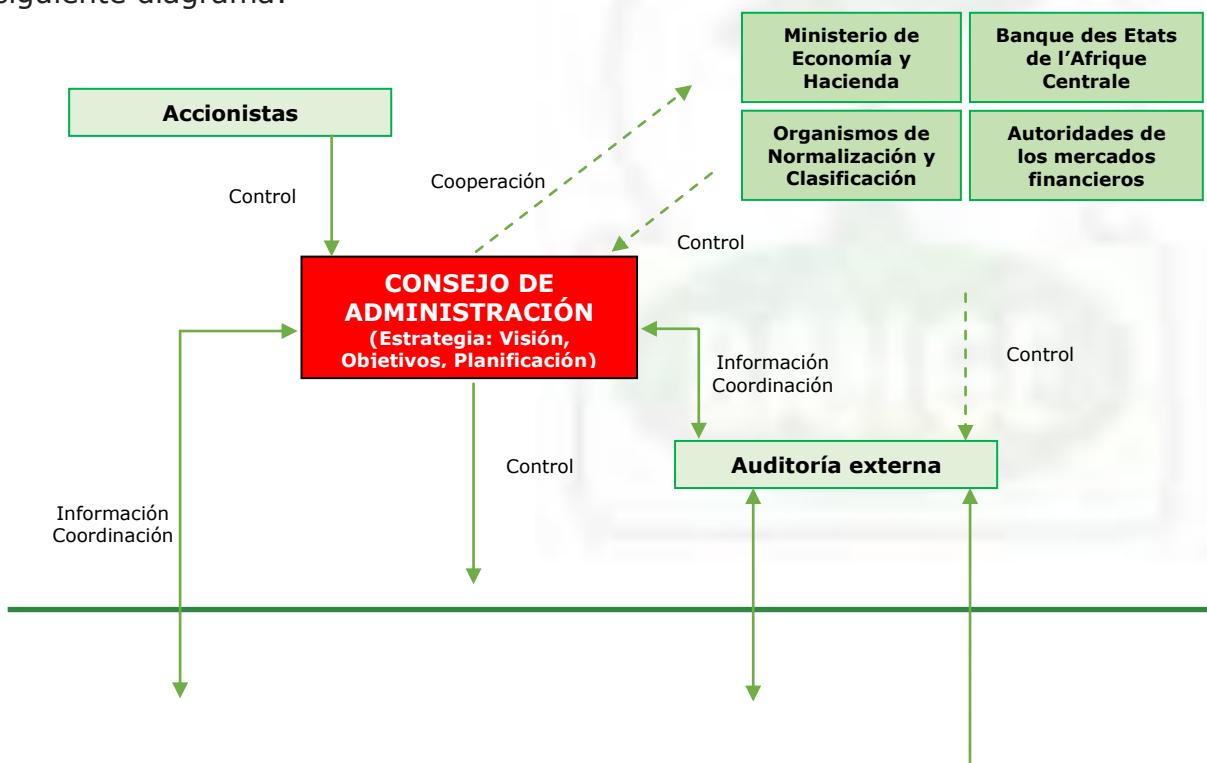 siguiente diagrama:
Ministerio de
Economía y
Hacienda
Banque des Etats
de l'Afrique
Centrale
Accionistas
Organismos de
Normalización y
Clasificación
Autoridades de
los mercados
financieros
Control
Cooperación
Control
CONSEJO DE
ADMINISTRACIÓN
(Estrategia: Visión,
Objetivos, Planificación)
Información
Coordinación
Control
Auditoría externa
Control
Información
Coordinación